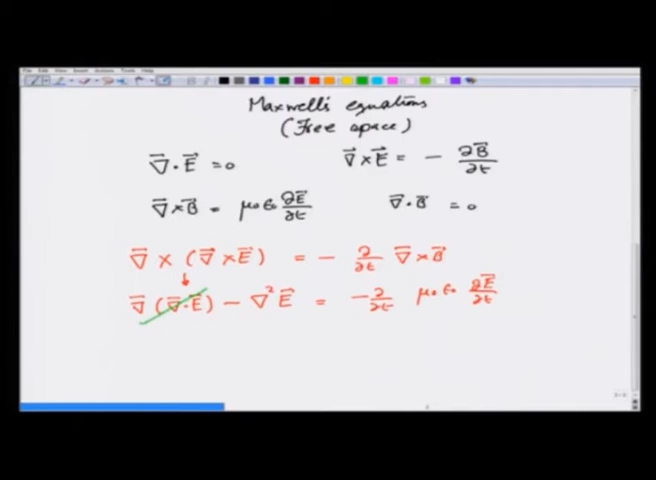 Maxwell's equations
(Free space)
∇⃗·E⃗ = 0    ∇⃗×E⃗ = - ∂B⃗/∂t
∇⃗×B⃗ = μ₀ε₀ ∂E⃗/∂t    ∇⃗·B⃗ = 0
∇⃗ × (∇⃗×E⃗) = - ∂/∂t ∇⃗×B⃗
∇⃗(∇⃗·E⃗) - ∇²E⃗ = -∂/∂t μ₀ε₀ ∂E⃗/∂t